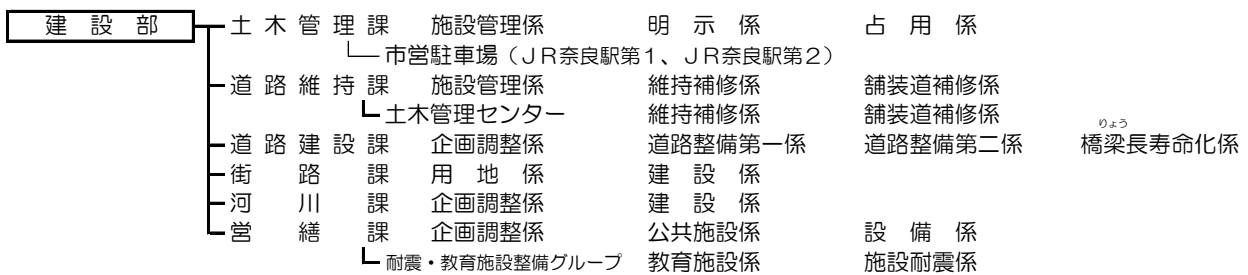 建設部 土木管理課 施設管理係 明示係 占用係
市営駐車場（ＪＲ奈良駅第１、ＪＲ奈良駅第２）
道路維持課 施設管理係 維持補修係 舗装道補修係
土木管理センター 維持補修係 舗装道補修係
りょう
道路建設課 企画調整係 道路整備第一係 道路整備第二係 橋梁長寿命化係
街路課 用地係 建設係
河川課 企画調整係 建設係
営繕課 企画調整係 公共施設係 設備係
耐震・教育施設整備グループ 教育施設係 施設耐震係